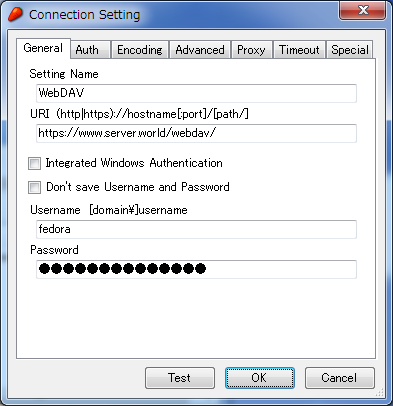 Connection Setting
General Auth Encoding Advanced Proxy Timeout Special
Setting Name
WebDAV
URI (http|https)://hostname[:port]/[path/]
https://www.server.world/webdav/
Integrated Windows Authentication
Don't save Username and Password
Username [domain¥]username
fedora
Password
●●●●●●●●●●●●●●
Test OK Cancel